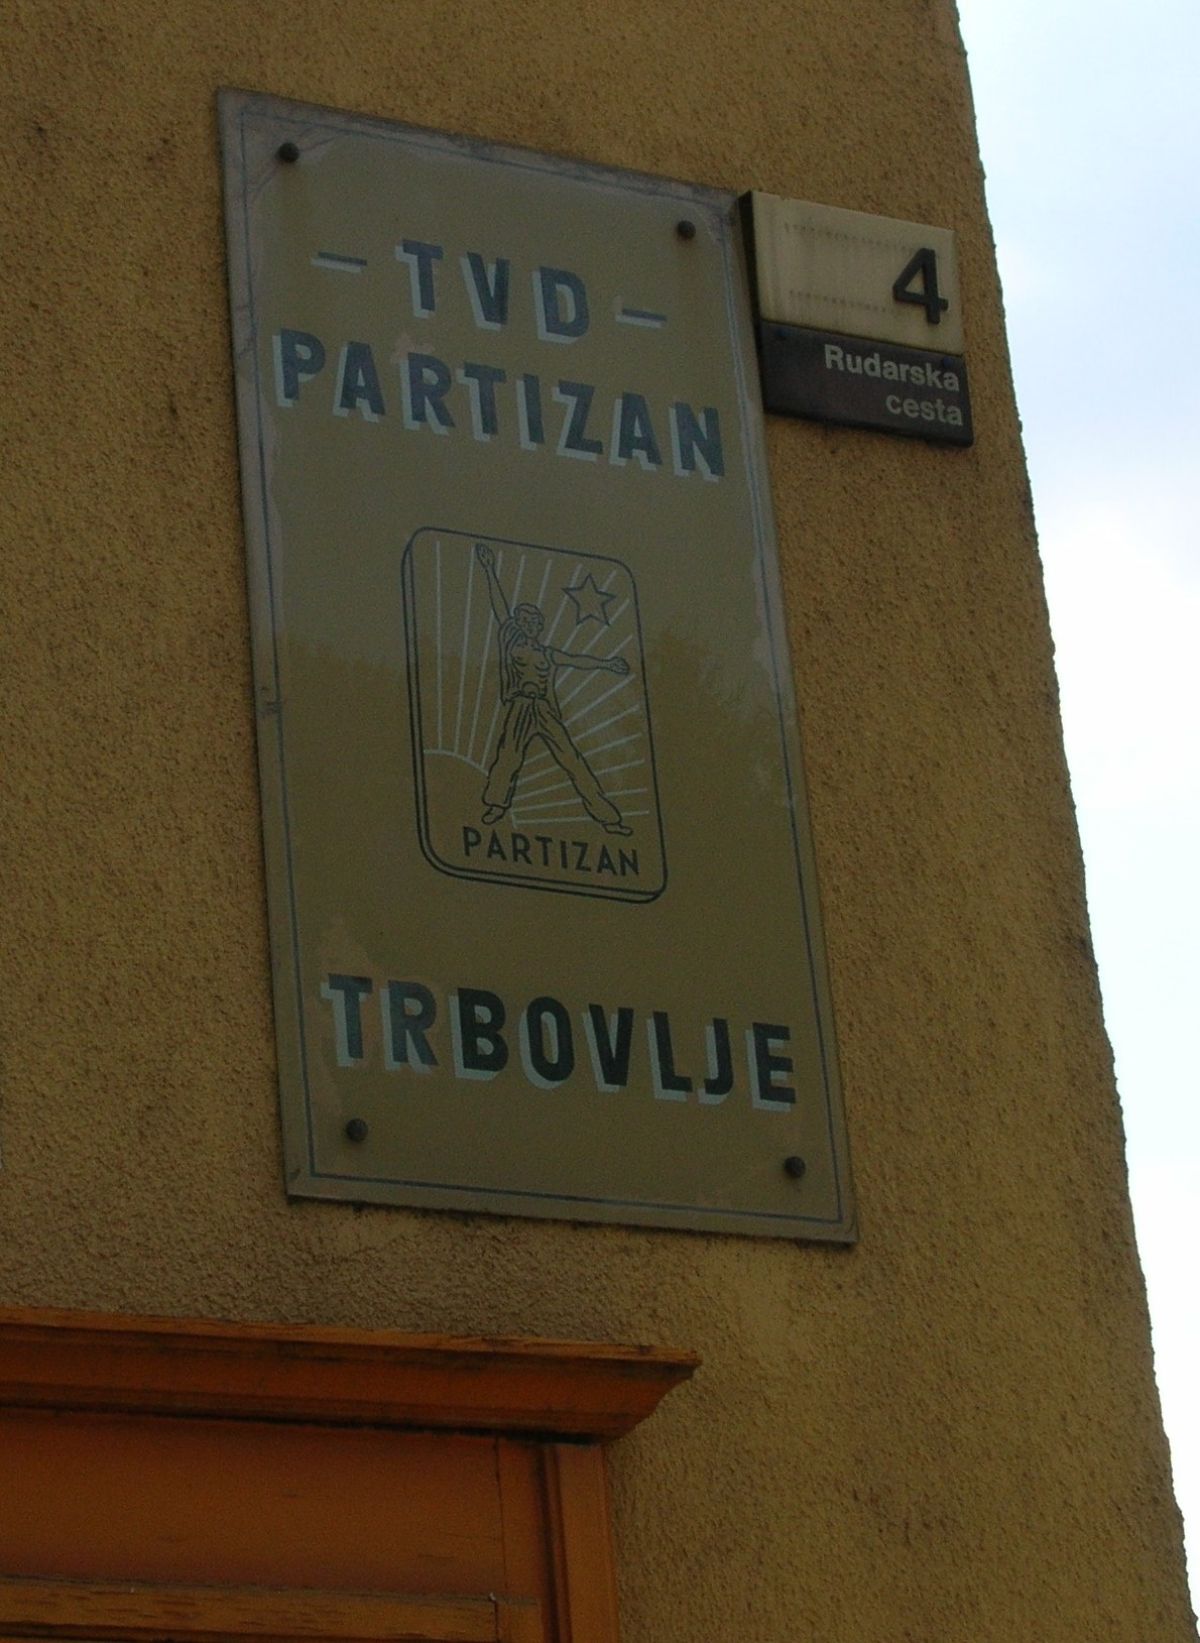 – TVD –
PARTIZAN
PARTIZAN
TRBOVLJE
4
Rudarska
cesta